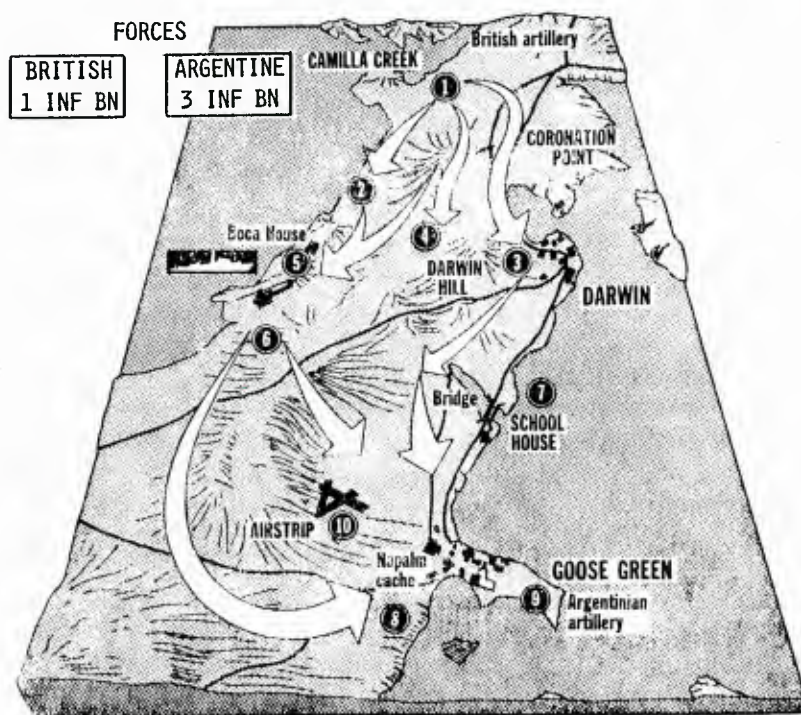 FORCES
BRITISH
1 INF BN
ARGENTINE
3 INF BN
British artillery
CAMILLA CREEK
1
CORONATION
POINT
2
Boca House
4
5
3
DARWIN
HILL
DARWIN
6
Bridge
7
SCHOOL
HOUSE
AIRSTRIP
10
Napalm
cache
GOOSE GREEN
8
9
Argentinian
artillery